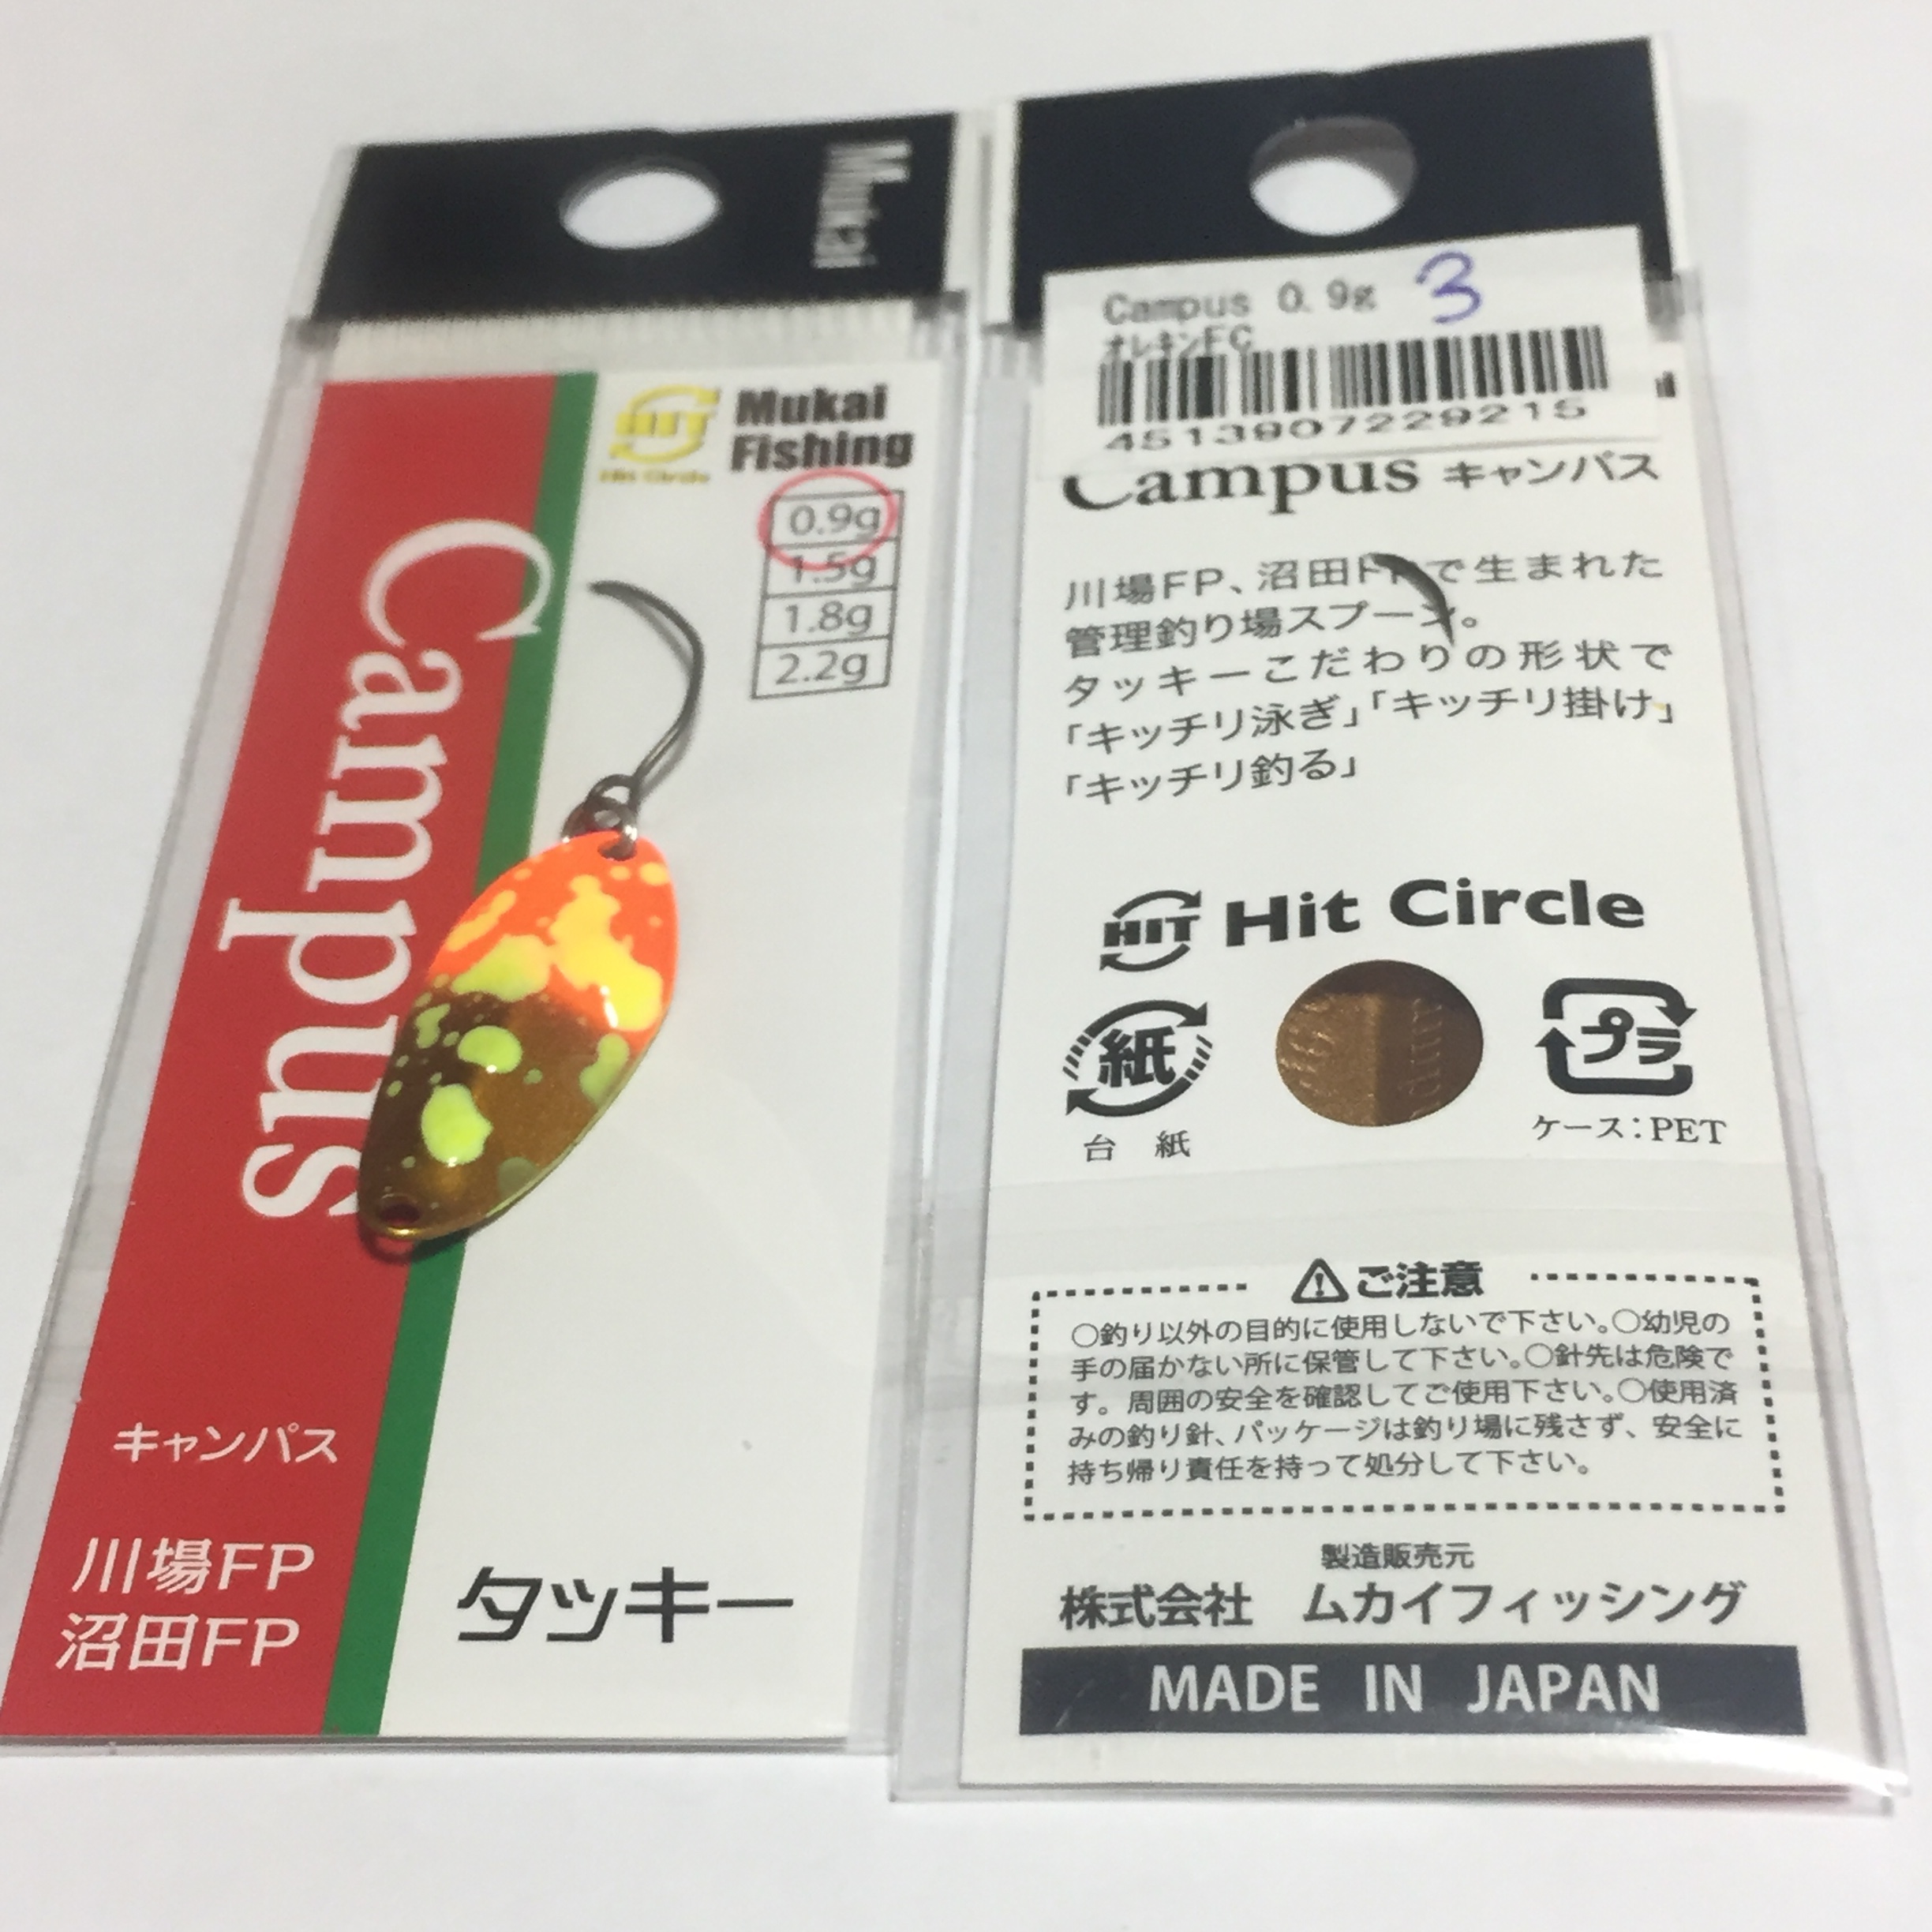 Mukai
HIT
Hit Circle
Mukai
Fishing
0.9g
1.5g
1.8g
2.2g
Campus
キャンパス
川場FP
沼田FP
タッキー
Campus 0.9g 3
オレキンFC
4513907229215
Campus キャンパス
川場FP、沼田FPで生まれた
管理釣り場スプーン。
タッキーこだわりの形状で
「キッチリ泳ぎ」「キッチリ掛け」
「キッチリ釣る」
HIT Hit Circle
紙
プラ
台紙
ケース：PET
ご注意
○釣り以外の目的に使用しないで下さい。○幼児の
手の届かない所に保管して下さい。○針先は危険で
す。周囲の安全を確認してご使用下さい。○使用済
みの釣り針、パッケージは釣り場に残さず、安全に
持ち帰り責任を持って処分して下さい。
製造販売元
株式会社 ムカイフィッシング
MADE IN JAPAN